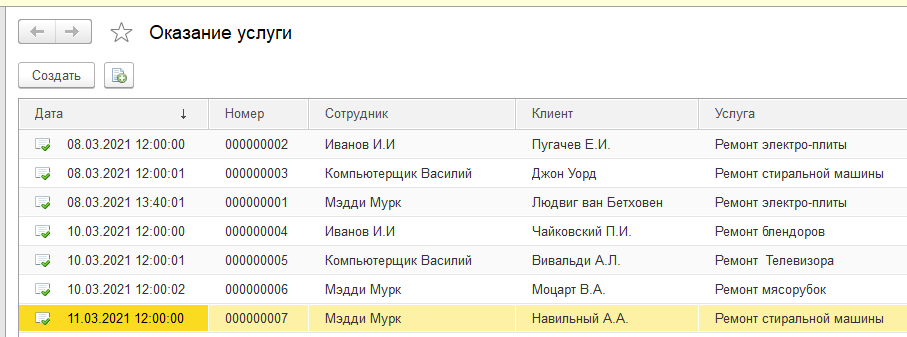 Оказание услуги
Создать
Дата ↓ Номер Сотрудник Клиент Услуга
08.03.2021 12:00:00 000000002 Иванов И.И Пугачев Е.И. Ремонт электро-плиты
08.03.2021 12:00:01 000000003 Компьютерщик Василий Джон Уорд Ремонт стиральной машины
08.03.2021 13:40:01 000000001 Мэдди Мурк Людвиг ван Бетховен Ремонт электро-плиты
10.03.2021 12:00:00 000000004 Иванов И.И Чайковский П.И. Ремонт блендоров
10.03.2021 12:00:01 000000005 Компьютерщик Василий Вивальди А.Л. Ремонт  Телевизора
10.03.2021 12:00:02 000000006 Мэдди Мурк Моцарт В.А. Ремонт мясорубок
11.03.2021 12:00:00 000000007 Мэдди Мурк Навильный А.А. Ремонт стиральной машины